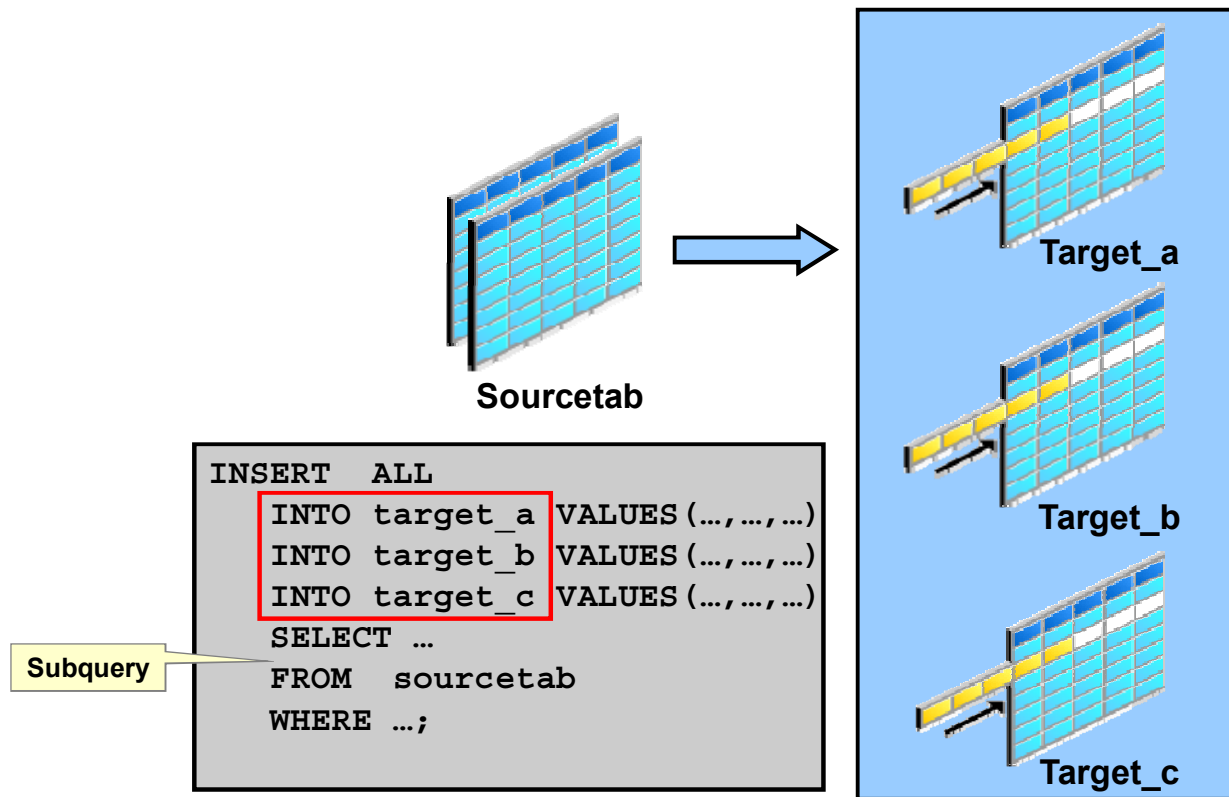 Target_a
Sourcetab
Target_b
INSERT ALL
INTO target_a VALUES(…,…,…)
INTO target_b VALUES(…,…,…)
INTO target_c VALUES(…,…,…)
SELECT …
FROM sourcetab
WHERE …;
Subquery
Target_c